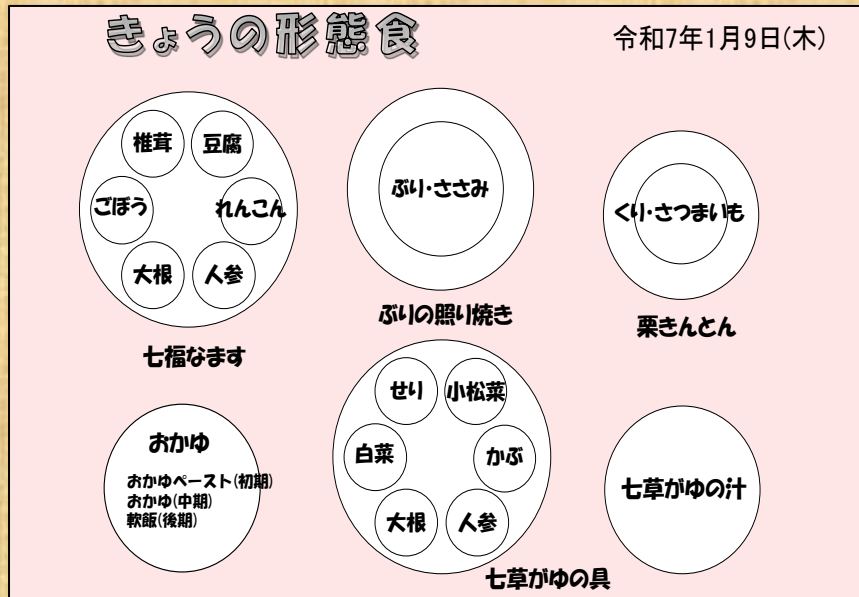 きょうの形態食
令和7年1月9日(木)
椎茸
豆腐
ごぼう
れんこん
大根
人参
七福なます
ぶり・ささみ
ぶりの照り焼き
くり・さつまいも
栗きんとん
おかゆ
おかゆペースト(初期)
おかゆ(中期)
軟飯(後期)
せり
小松菜
白菜
かぶ
大根
人参
七草がゆの具
七草がゆの汁